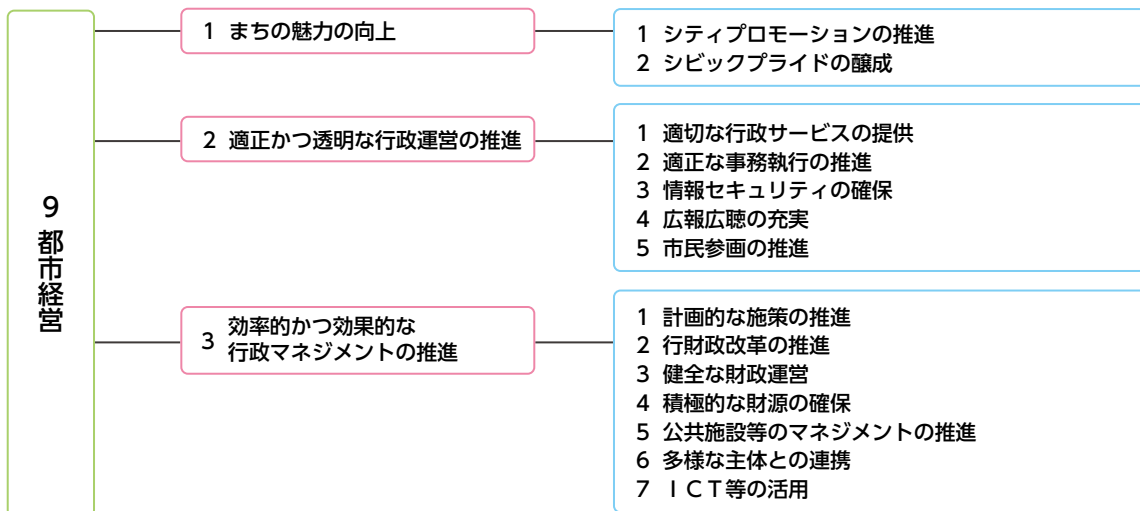 9 都市経営
1 まちの魅力の向上
1 シティプロモーションの推進
2 シビックプライドの醸成
2 適正かつ透明な行政運営の推進
1 適切な行政サービスの提供
2 適正な事務執行の推進
3 情報セキュリティの確保
4 広報広聴の充実
5 市民参画の推進
3 効率的かつ効果的な
行政マネジメントの推進
1 計画的な施策の推進
2 行財政改革の推進
3 健全な財政運営
4 積極的な財源の確保
5 公共施設等のマネジメントの推進
6 多様な主体との連携
7 ＩＣＴ等の活用